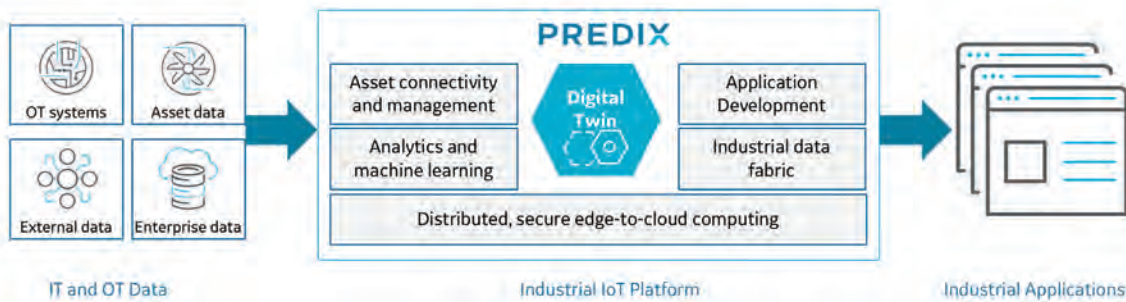 OT systems
Asset data
External data
Enterprise data
IT and OT Data
PREDIX
Asset connectivity
and management
Digital
Twin
Application
Development
Analytics and
machine learning
Industrial data
fabric
Distributed, secure edge-to-cloud computing
Industrial IoT Platform
Industrial Applications